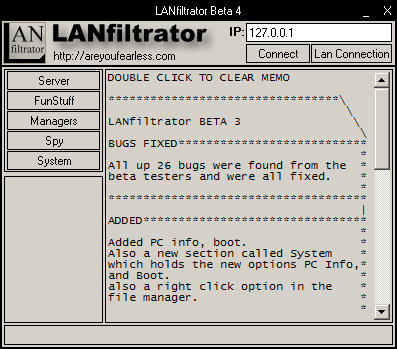 LANfiltrator Beta 4
_ X
AN
filtrator
LANfiltrator
http://areyoufearless.com
IP: 127.0.0.1
Connect
Lan Connection
Server
FunStuff
Managers
Spy
System
DOUBLE CLICK TO CLEAR MEMO
*******************************\
\
LANfiltrator BETA 3 \
\
BUGS FIXED*************************
*
All up 26 bugs were found from the *
beta testers and were all fixed. *
*
***********************************
|
ADDED******************************
*
Added PC info, boot. *
Also a new section called System *
which holds the new options PC Info,*
and Boot. *
also a right click option in the *
file manager. *
*